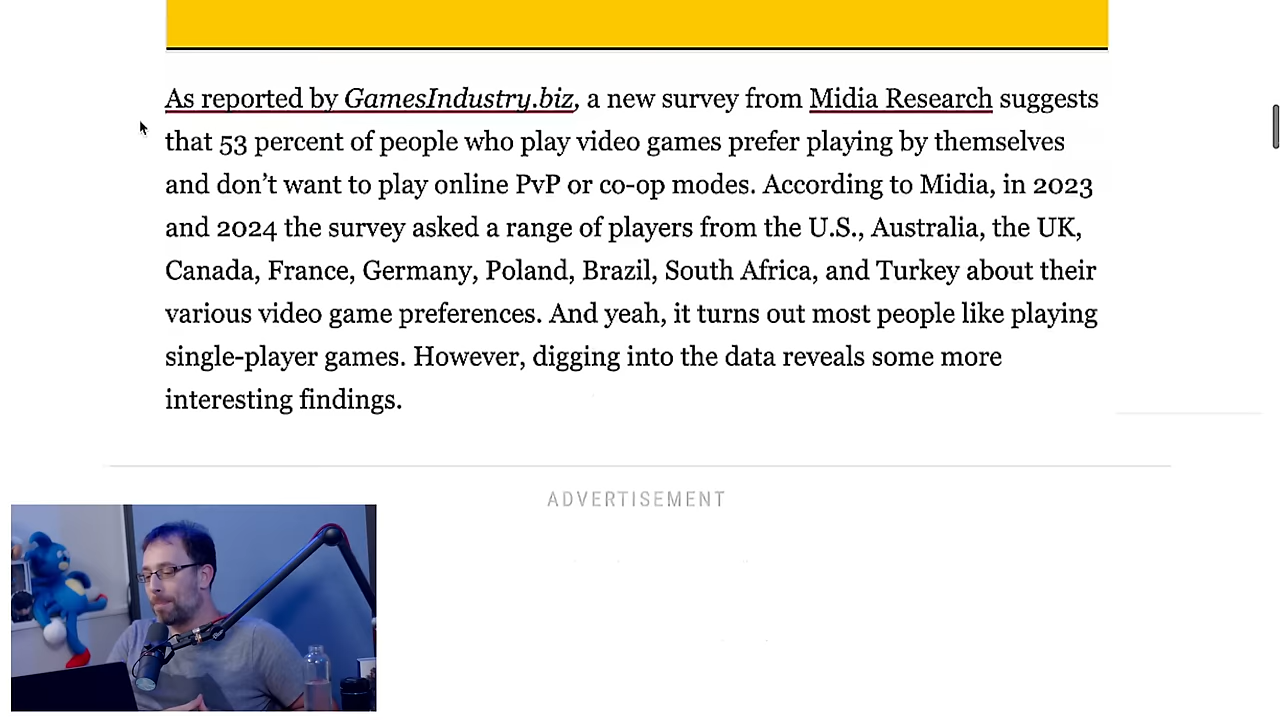 As reported by GamesIndustry.biz, a new survey from Midia Research suggests
that 53 percent of people who play video games prefer playing by themselves
and don’t want to play online PvP or co-op modes. According to Midia, in 2023
and 2024 the survey asked a range of players from the U.S., Australia, the UK,
Canada, France, Germany, Poland, Brazil, South Africa, and Turkey about their
various video game preferences. And yeah, it turns out most people like playing
single-player games. However, digging into the data reveals some more
interesting findings.
ADVERTISEMENT